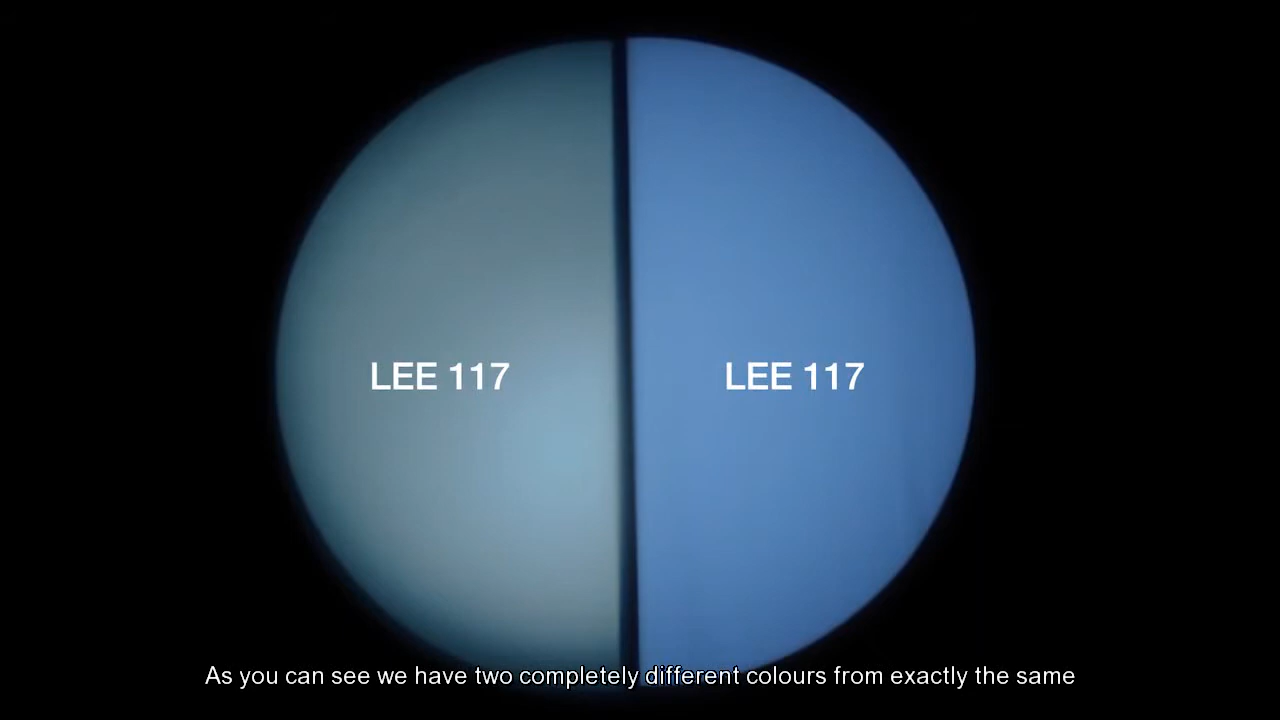 LEE 117
LEE 117
As you can see we have two completely different colours from exactly the same